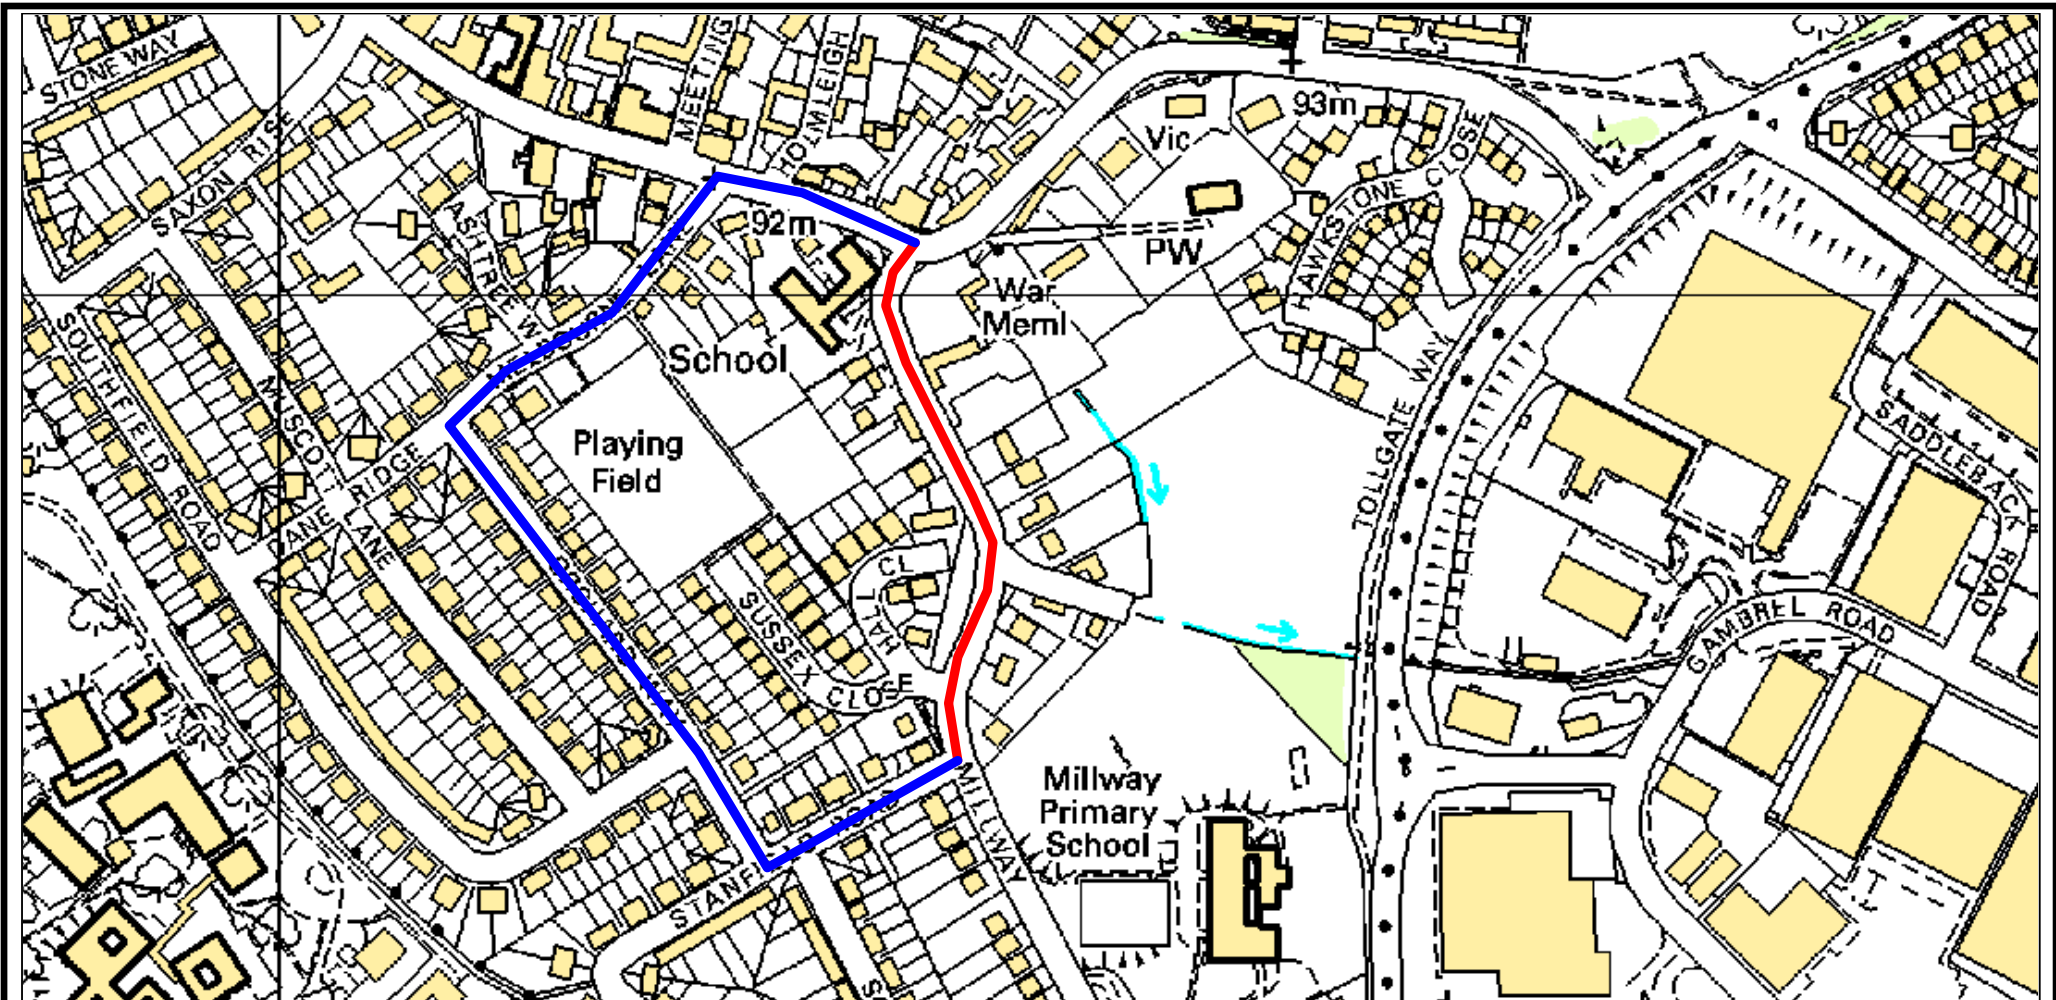 STONE WAY
MEETING
HOLMLEIGH
93m
Vic
SAXON RISE
CLOSE
HAWKSTONE
92m
ASHTREE W
PW
War
Meml
School
SOUTHFIELD ROAD
MUSCOTT LANE
RIDGE
Playing
Field
TOLLGATE WAY
SADDLEBACK ROAD
CL
HALL
SUSSEX CLOSE
GAMBREL ROAD
MILLWAY
Millway
Primary
School
STANF